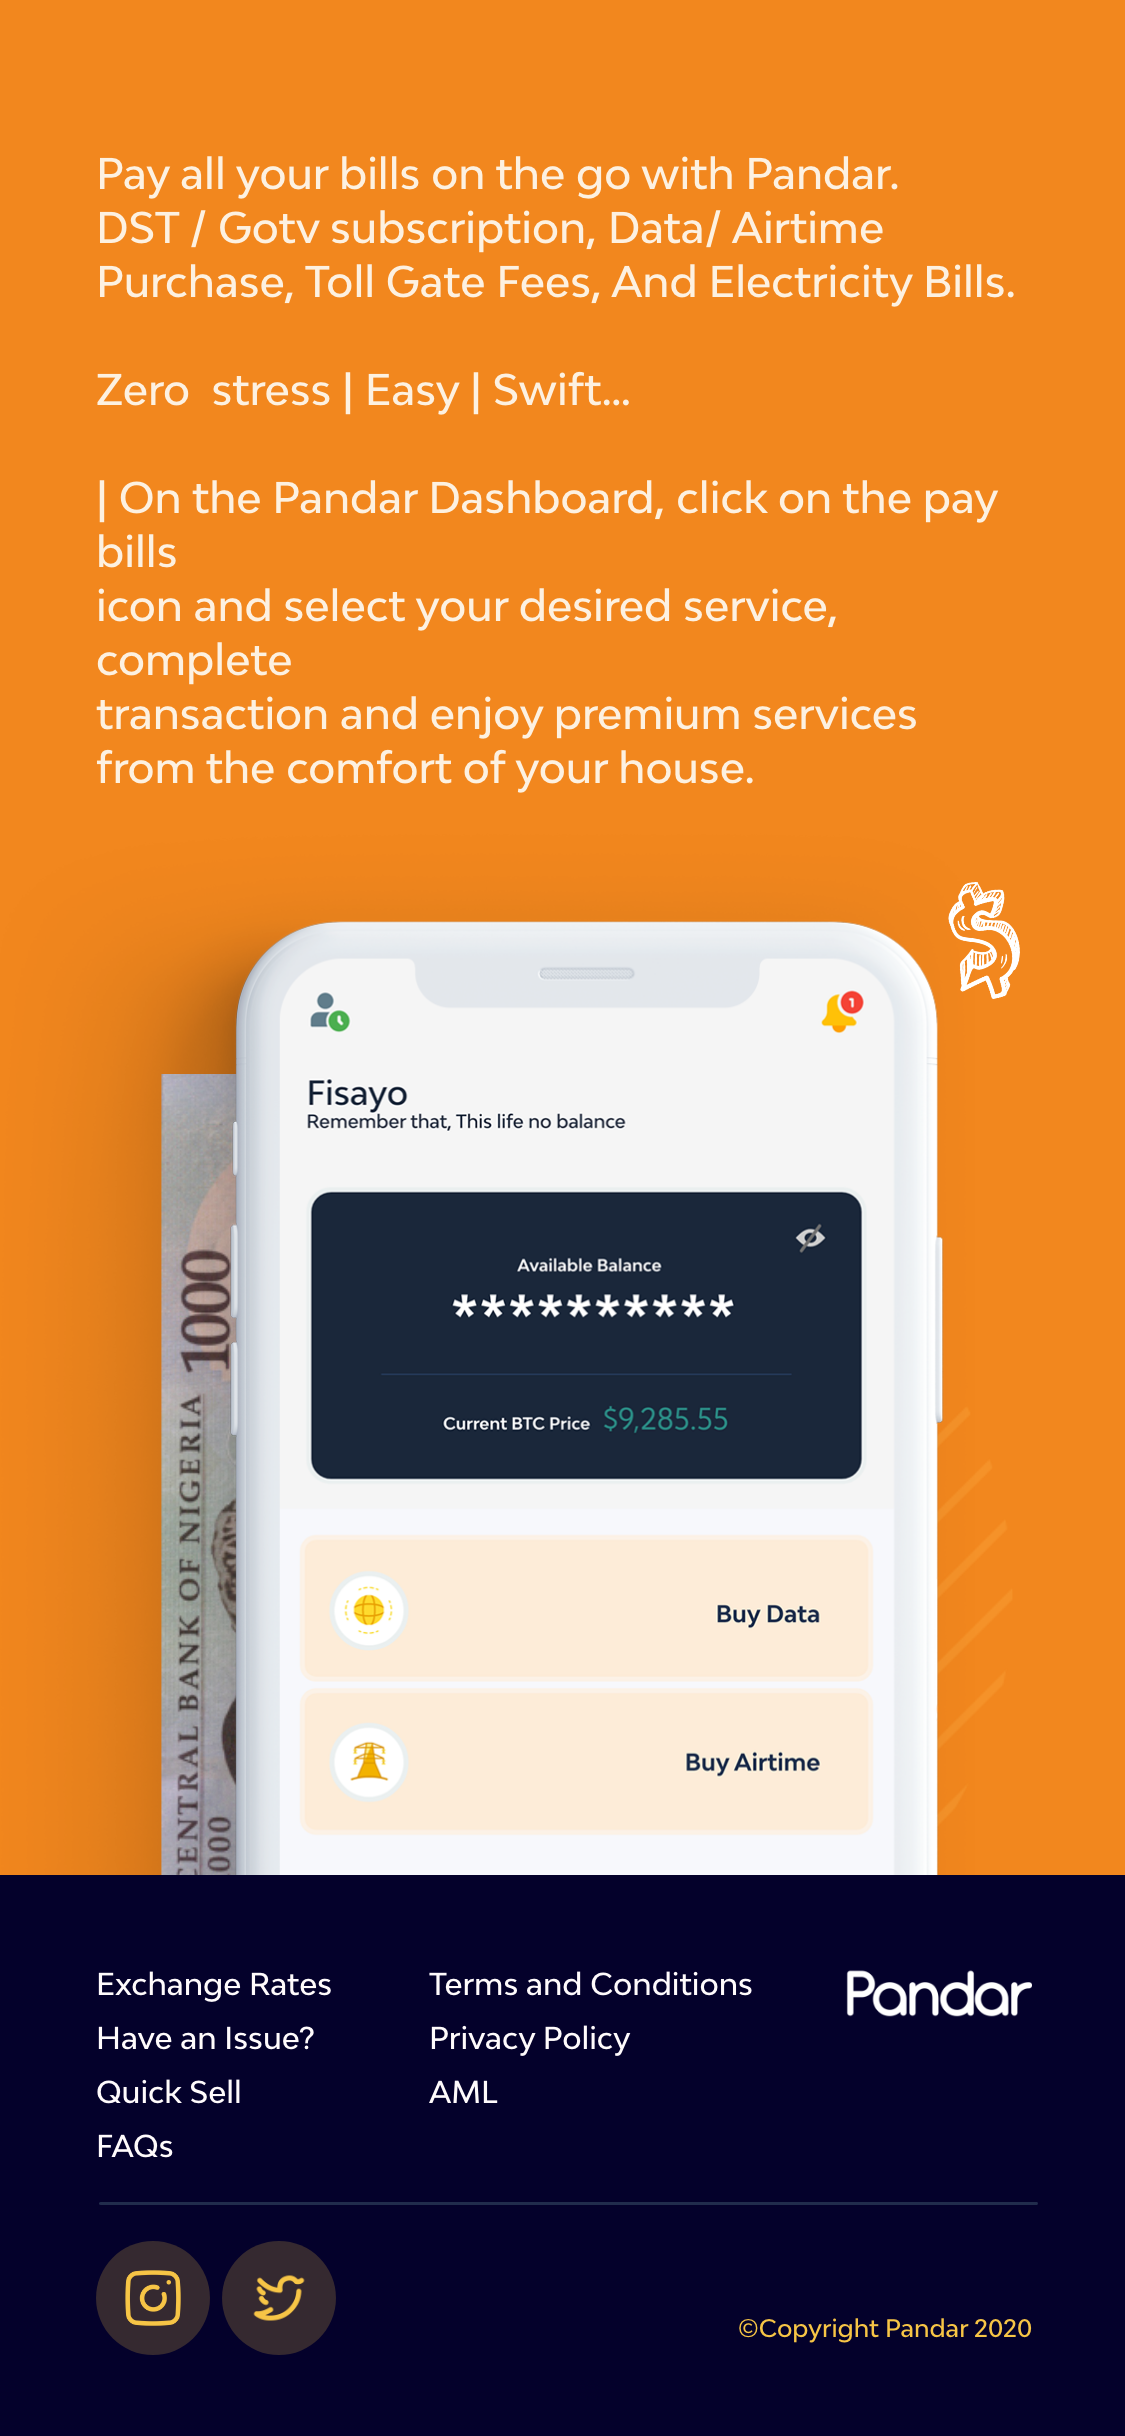 Pay all your bills on the go with Pandar.
DST / Gotv subscription, Data/ Airtime
Purchase, Toll Gate Fees, And Electricity Bills.
Zero stress | Easy | Swift...
| On the Pandar Dashboard, click on the pay
bills
icon and select your desired service,
complete
transaction and enjoy premium services
from the comfort of your house.
1
Fisayo
Remember that, This life no balance
Available Balance
**********
Current BTC Price $9,285.55
1000
CENTRAL BANK OF NIGERIA
000
Buy Data
Buy Airtime
Exchange Rates
Have an Issue?
Quick Sell
FAQs
Terms and Conditions
Privacy Policy
AML
Pandar
©Copyright Pandar 2020